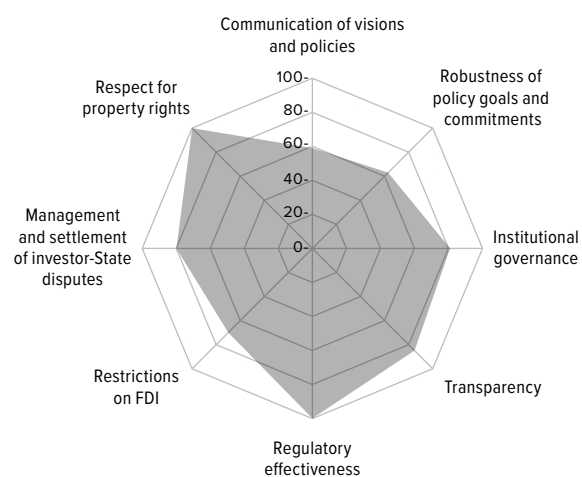 Communication of visions
and policies
Respect for
property rights
Robustness of
policy goals and
commitments
100-
80-
60-
40-
20-
0-
Management
and settlement
of investor-State
disputes
Institutional
governance
Restrictions
on FDI
Transparency
Regulatory
effectiveness